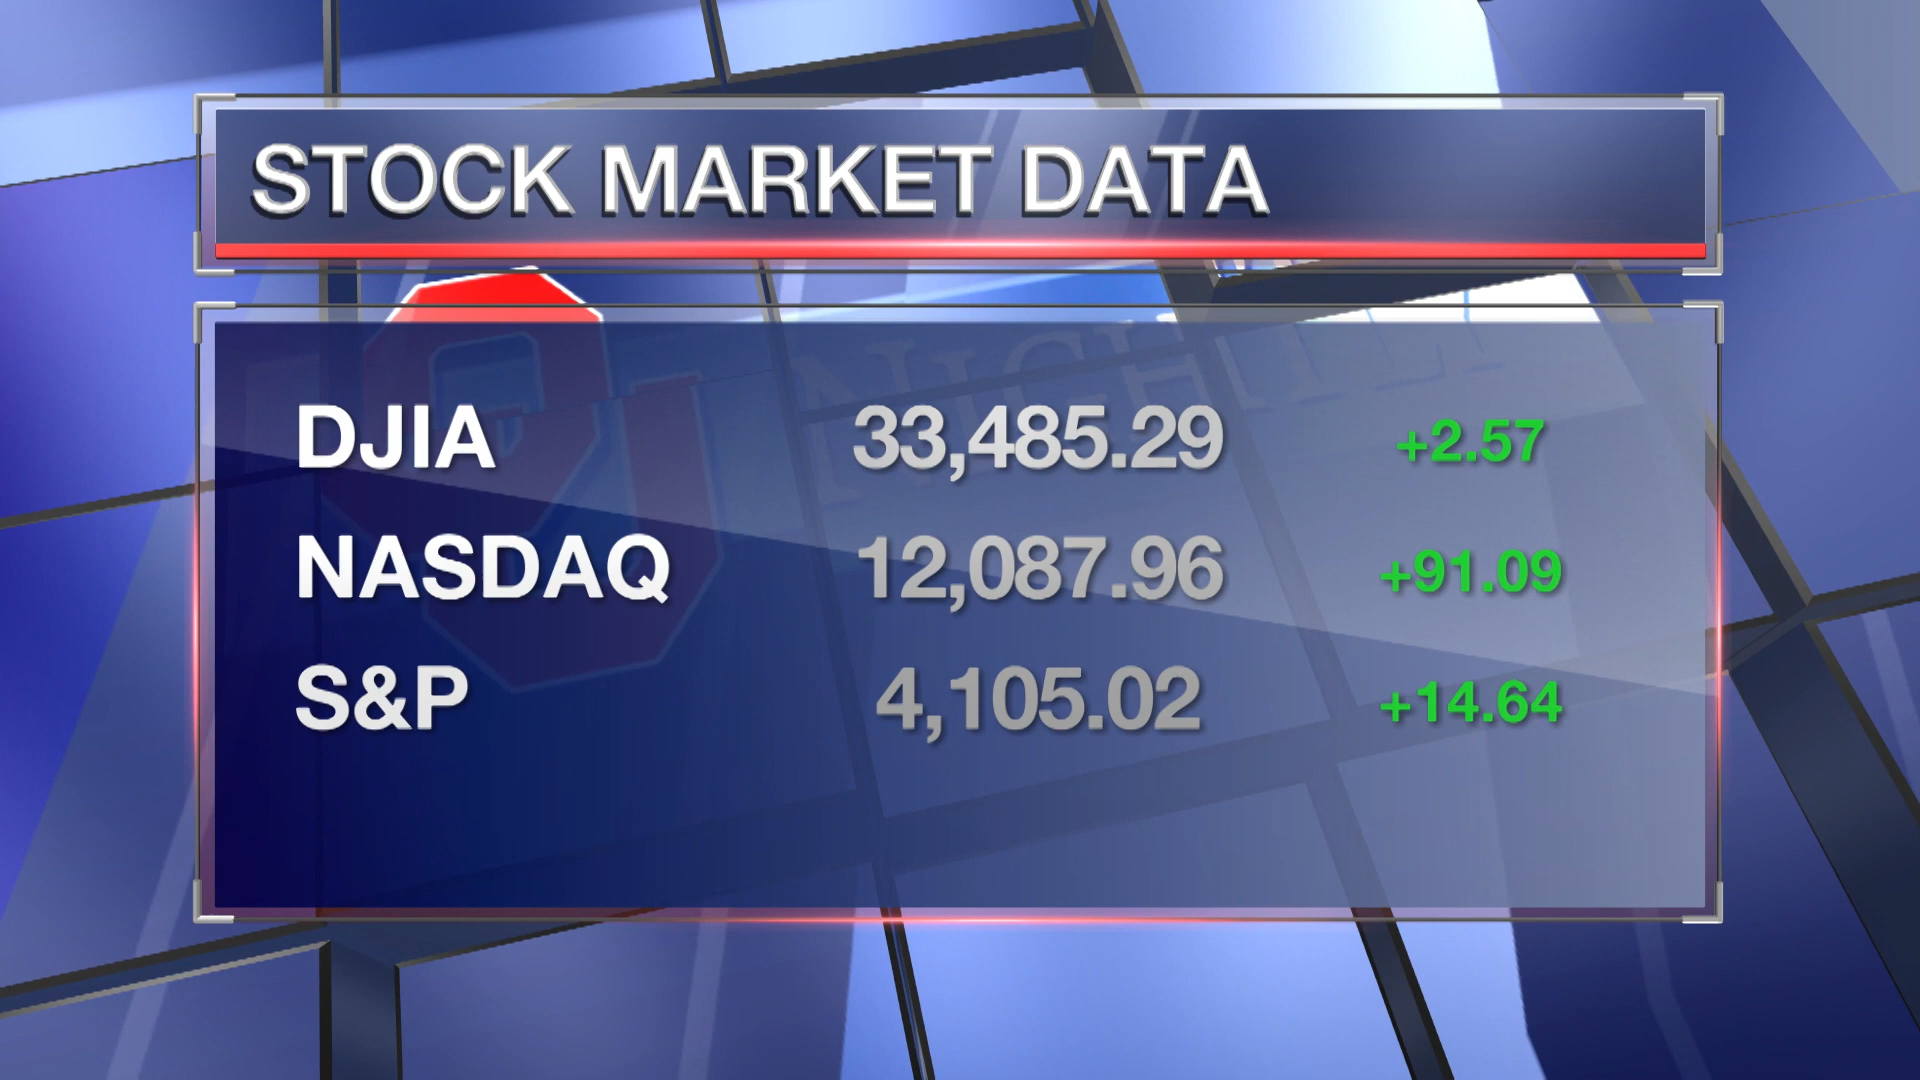 STOCK MARKET DATA
DJIA 33,485.29 +2.57
NASDAQ 12,087.96 +91.09
S&P 4,105.02 +14.64